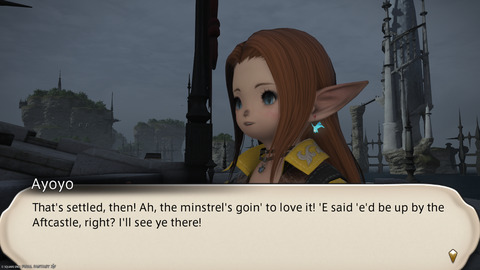 Ayoyo
That's settled, then! Ah, the minstrel's goin' to love it! 'E said 'e'd be up by the
Aftcastle, right? I'll see ye there!